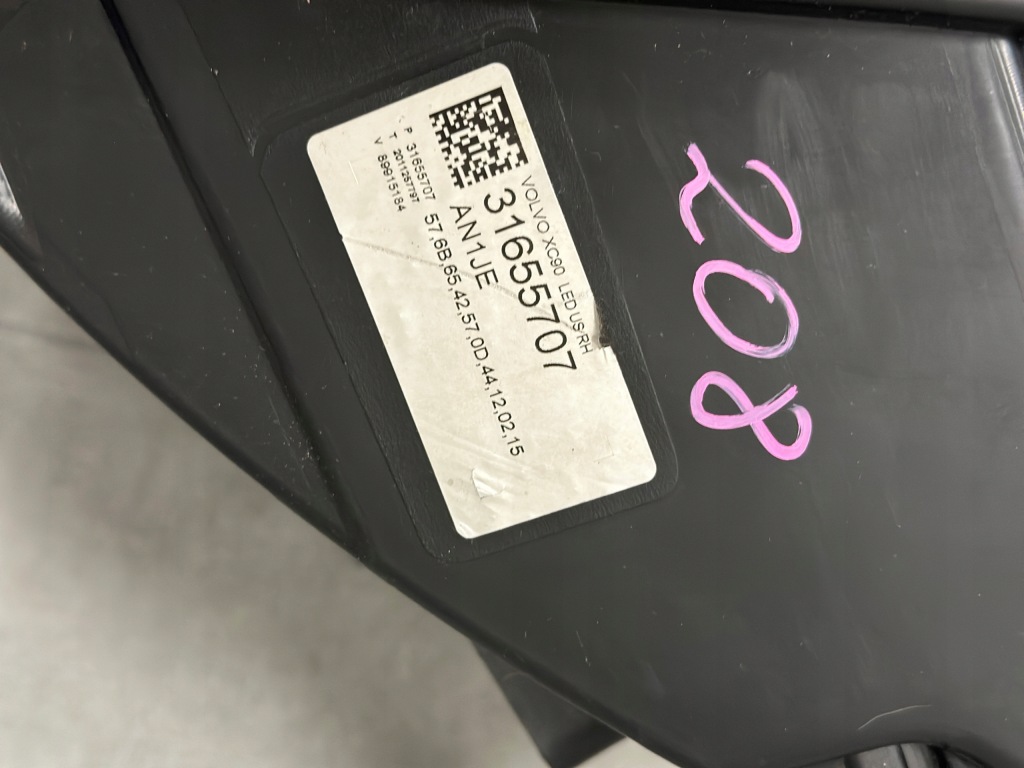 VOLVO XC90 LED US/RH
31655707
AN1JE
57,6B,65,42,57,0D,44,12,02,15
P 31655707
T 2011257797
V 89915184
208